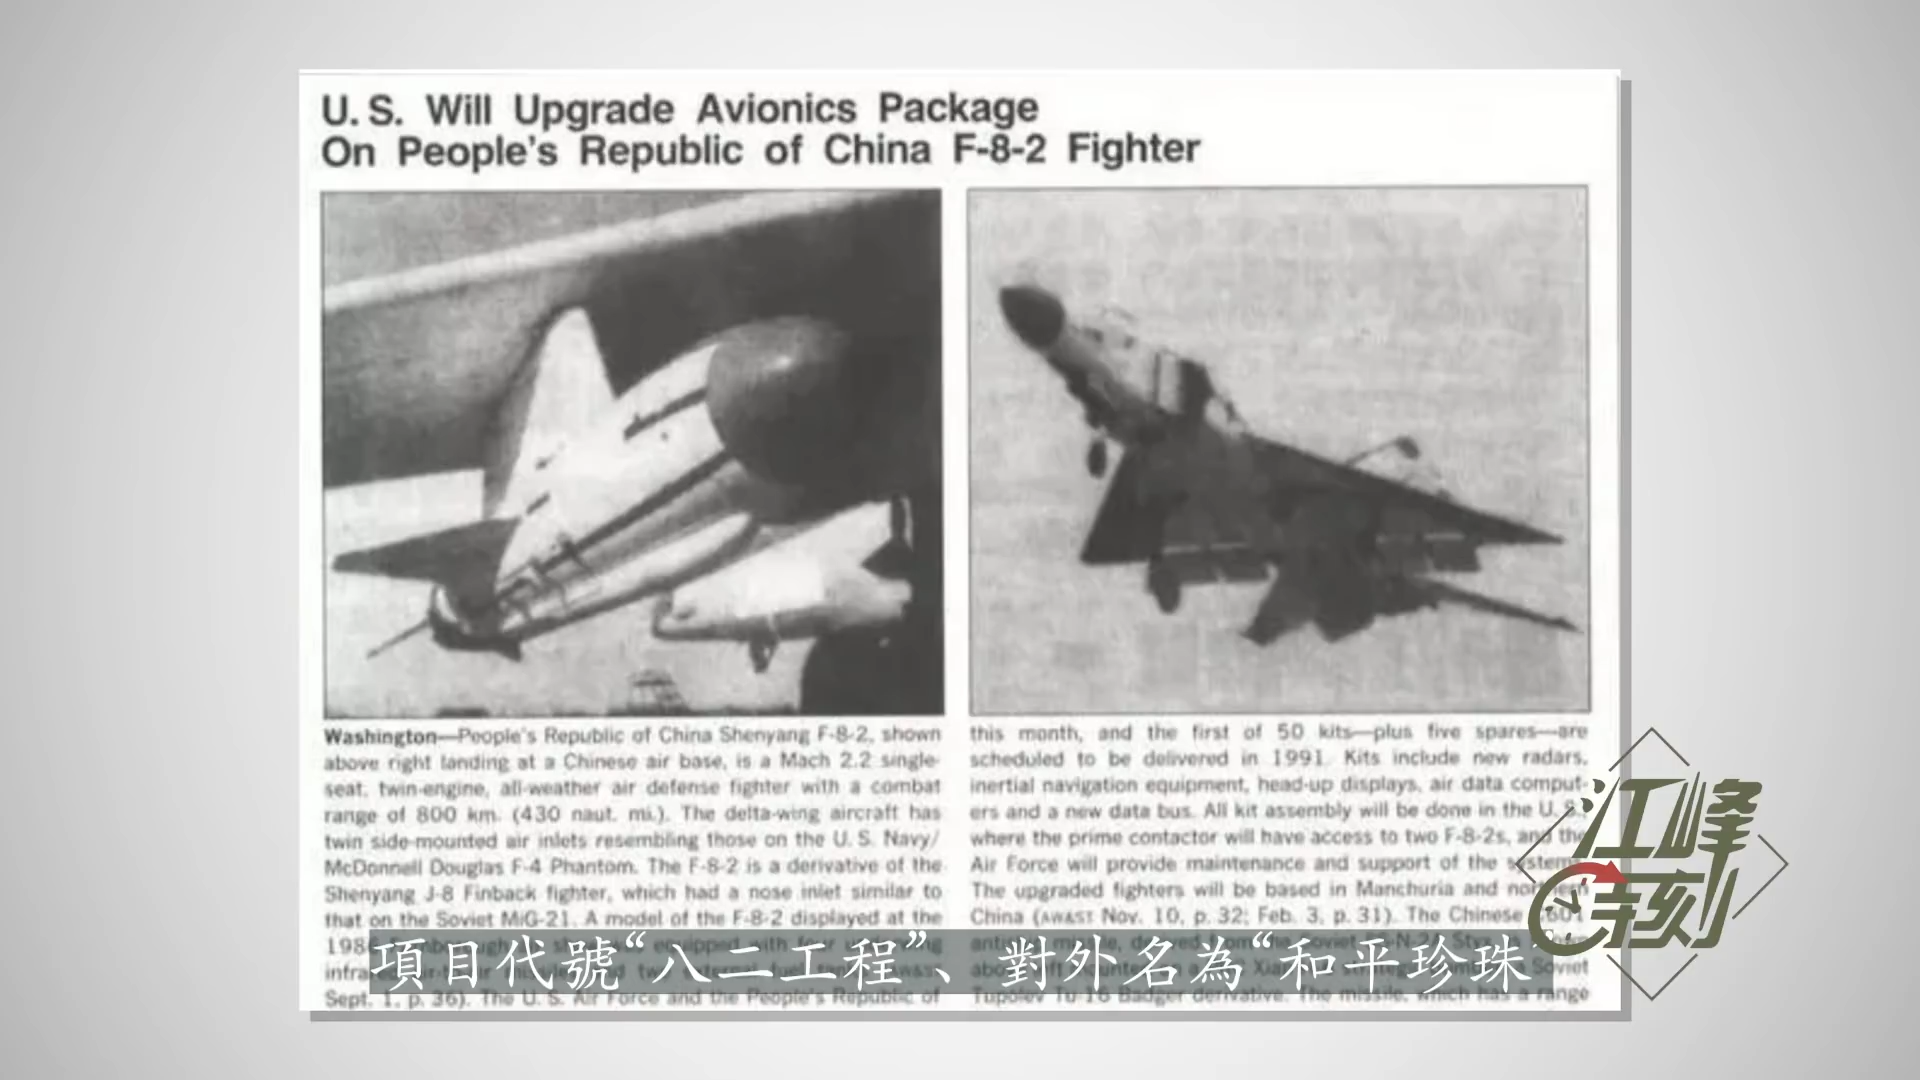 U. S. Will Upgrade Avionics Package
On People's Republic of China F-8-2 Fighter
Washington—People's Republic of China Shenyang F-8-2, shown
above right landing at a Chinese air base, is a Mach 2.2 single-
seat, twin-engine, all-weather air defense fighter with a combat
range of 800 km. (430 naut. mi.). The delta-wing aircraft has
twin side-mounted air inlets resembling those on the U. S. Navy/
McDonnell Douglas F-4 Phantom. The F-8-2 is a derivative of the
Shenyang J-8 Finback fighter, which had a nose inlet similar to
that on the Soviet MiG-21. A model of the F-8-2 displayed at the
equipped with
Sept. 1, p. 36). The U. S. Air Force and the People's Republic of
this month, and the first of 50 kits—plus five spares—are
scheduled to be delivered in 1991. Kits include new radars,
inertial navigation equipment, head-up displays, air data comput-
ers and a new data bus. All kit assembly will be done in the U. S.,
where the prime contactor will have access to two F-8-2s, and the
Air Force will provide maintenance and support of the systems.
The upgraded fighters will be based in Manchuria and northern
China (AW&ST Nov. 10, p. 32; Feb. 3, p. 31). The Chinese C601
Soviet
Tupolev Tu-16 Badger derivative. The missile, which has a range
項目代號“八二工程”、對外名為“和平珍珠”
江峰
時刻